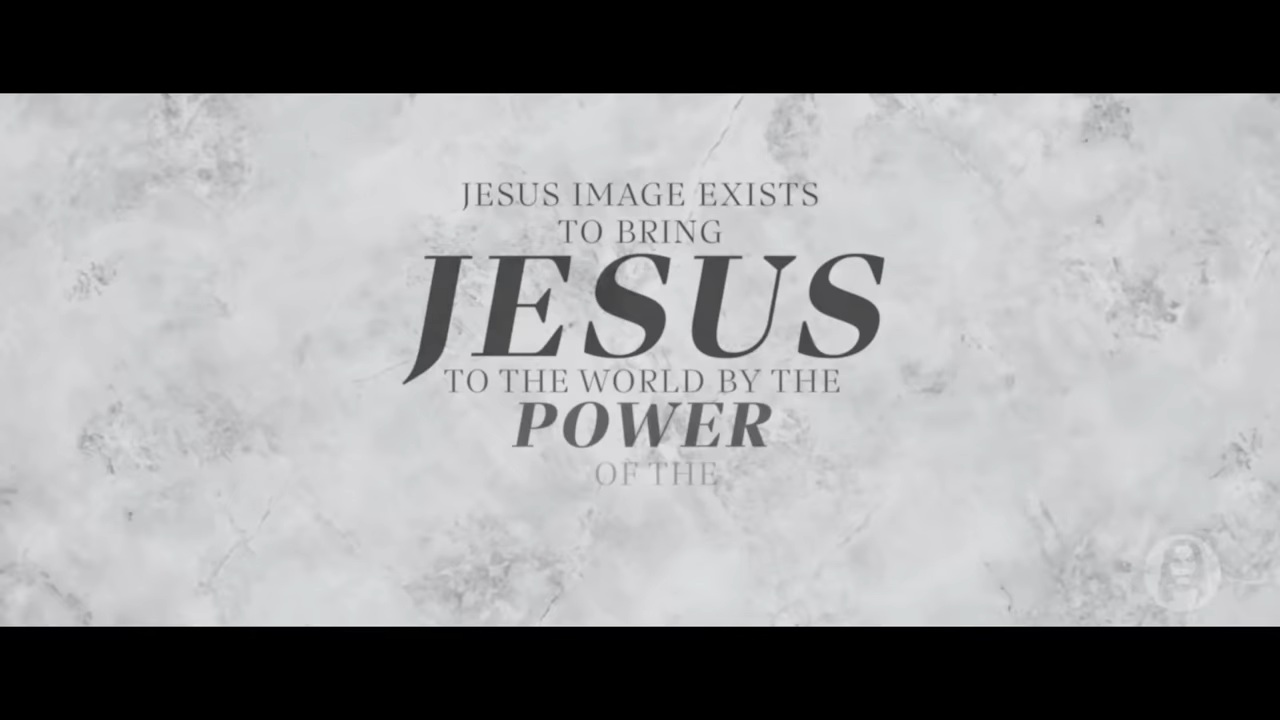 JESUS IMAGE EXISTS
TO BRING
JESUS
TO THE WORLD BY THE
POWER
OF THE